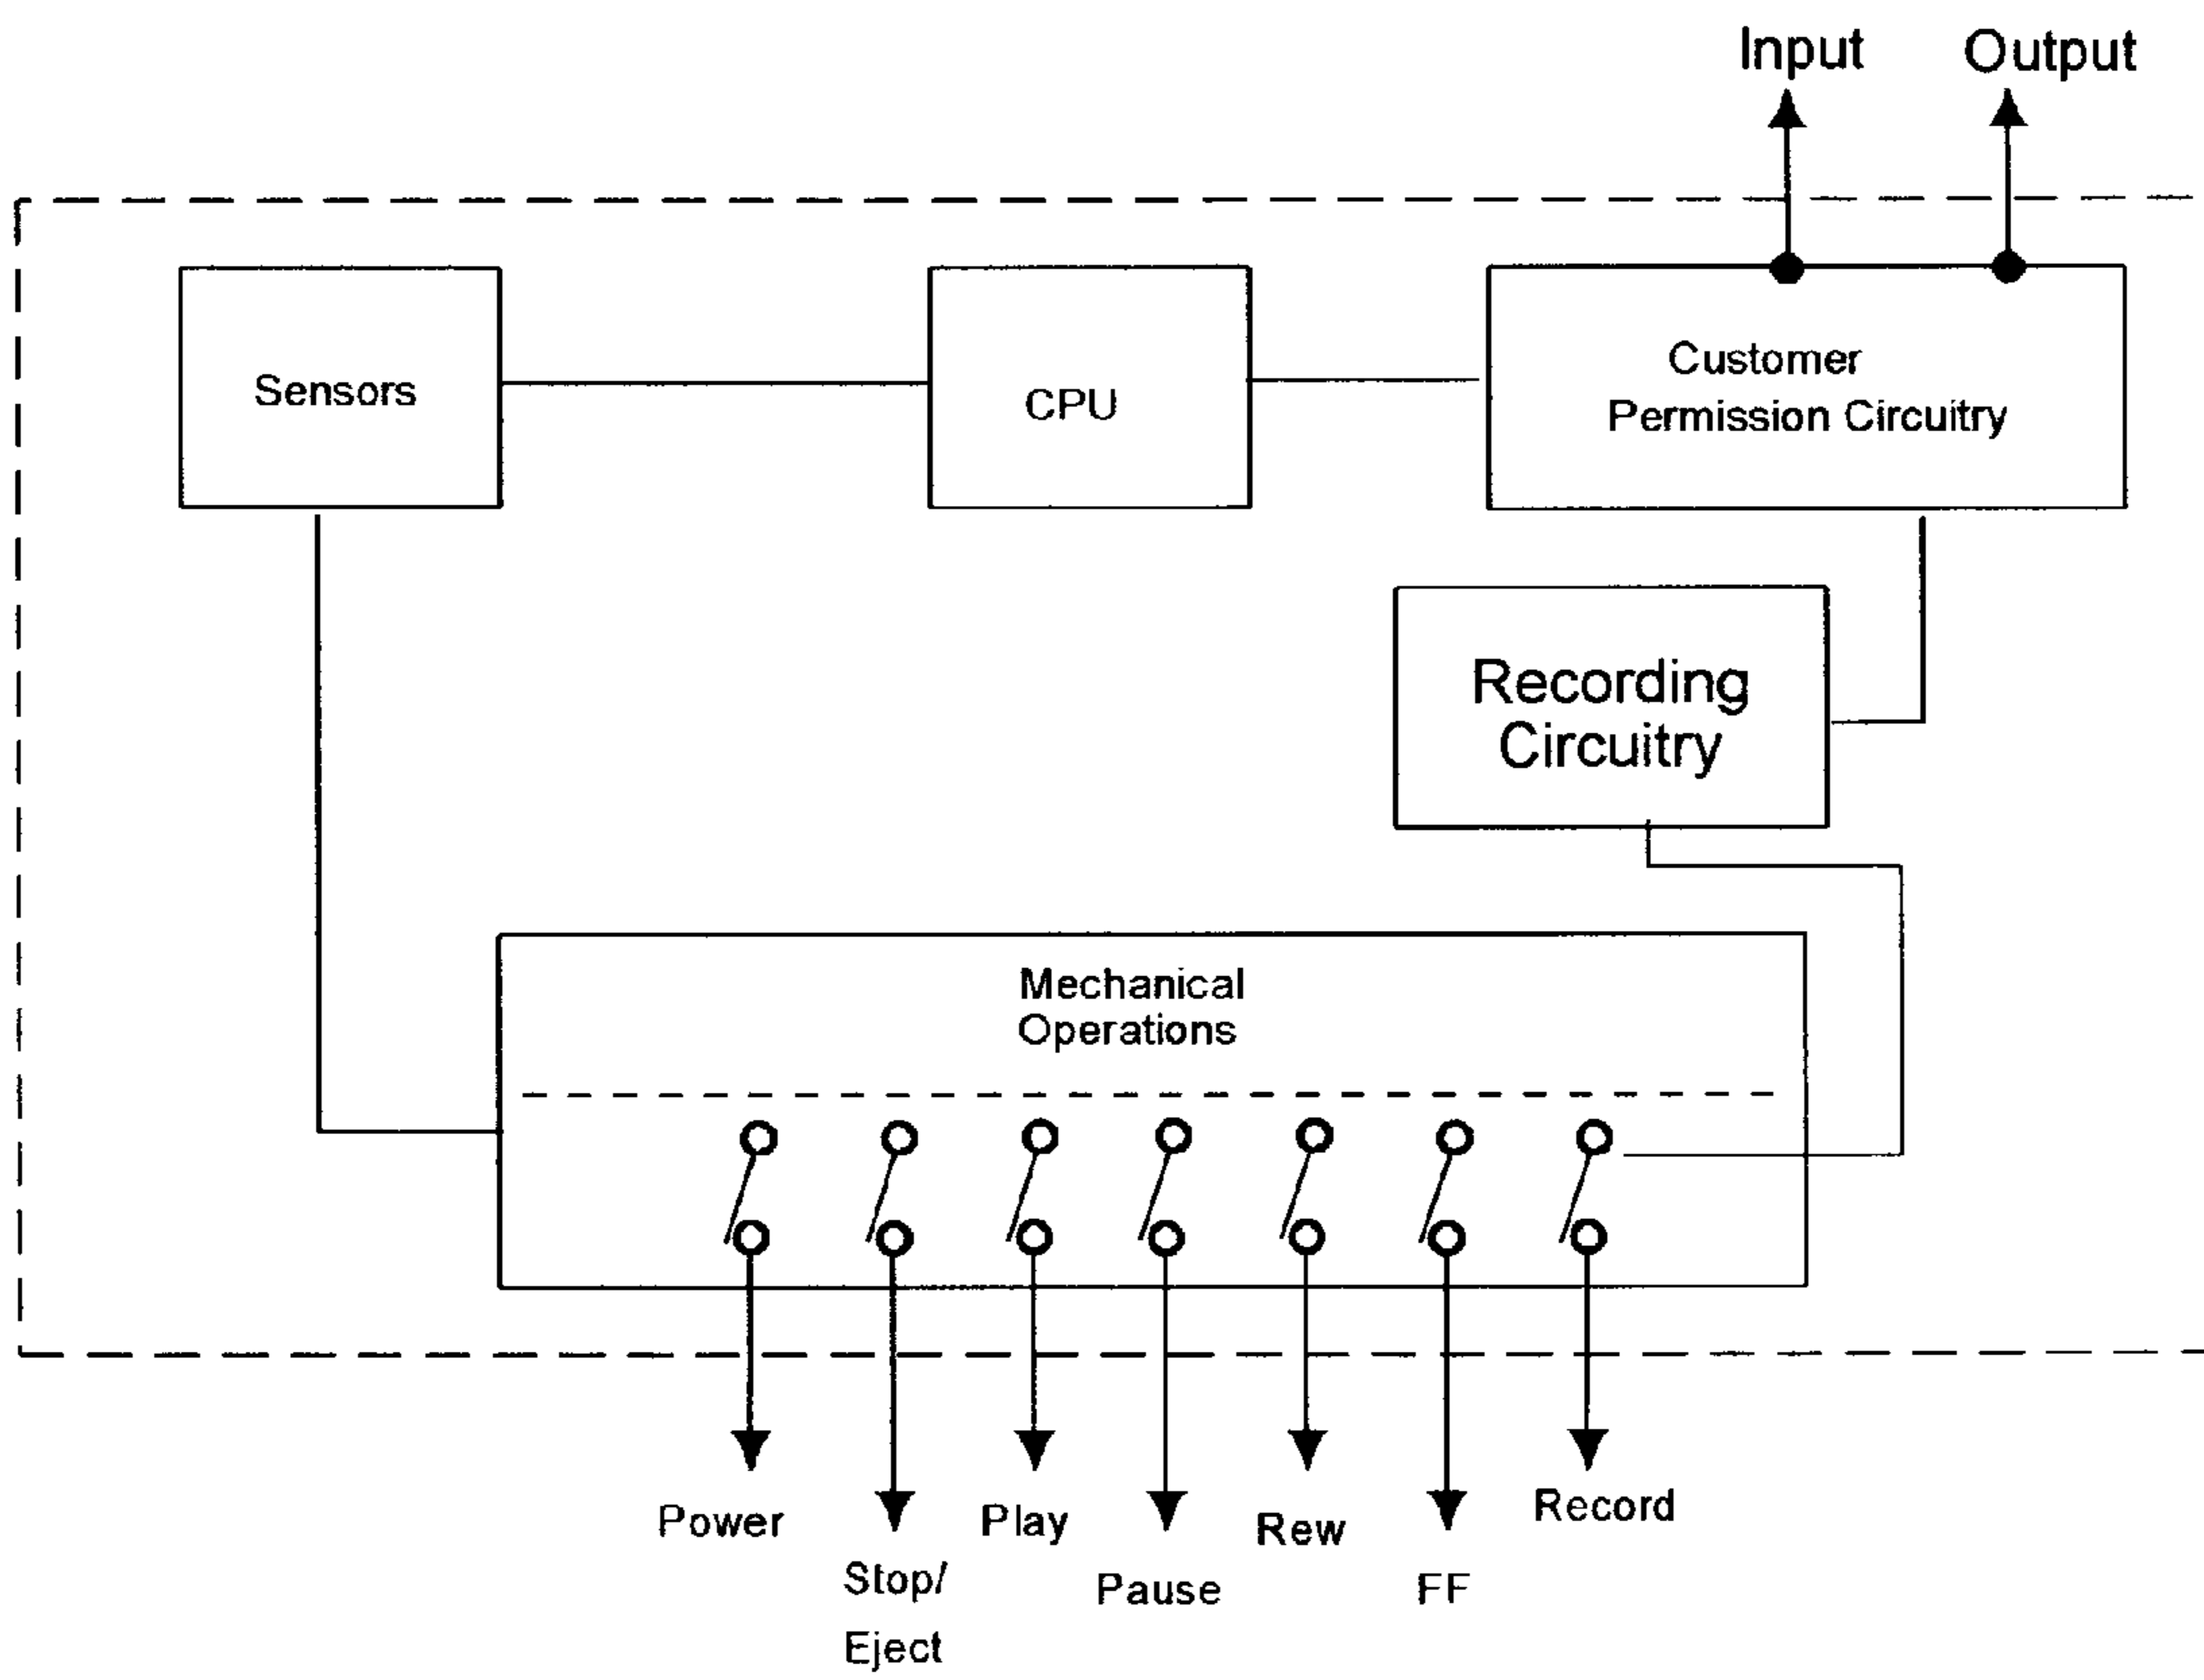 Input
Output
Sensors
CPU
Customer
Permission Circuitry
Recording
Circuitry
Mechanical
Operations
Power
Stop/
Eject
Play
Pause
Rew
FF
Record